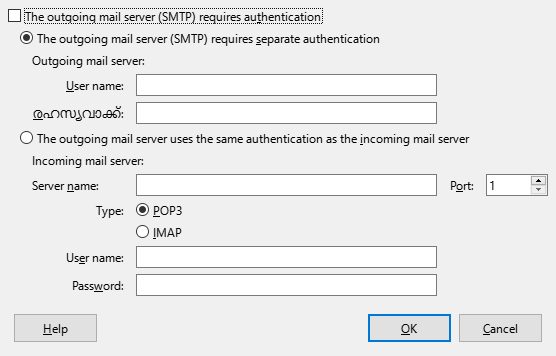 The outgoing mail server (SMTP) requires authentication
The outgoing mail server (SMTP) requires separate authentication
Outgoing mail server:
User name:
രഹസ്യവാക്ക്:
The outgoing mail server uses the same authentication as the incoming mail server
Incoming mail server:
Server name:
Port: 1
Type: POP3
IMAP
User name:
Password:
Help OK Cancel